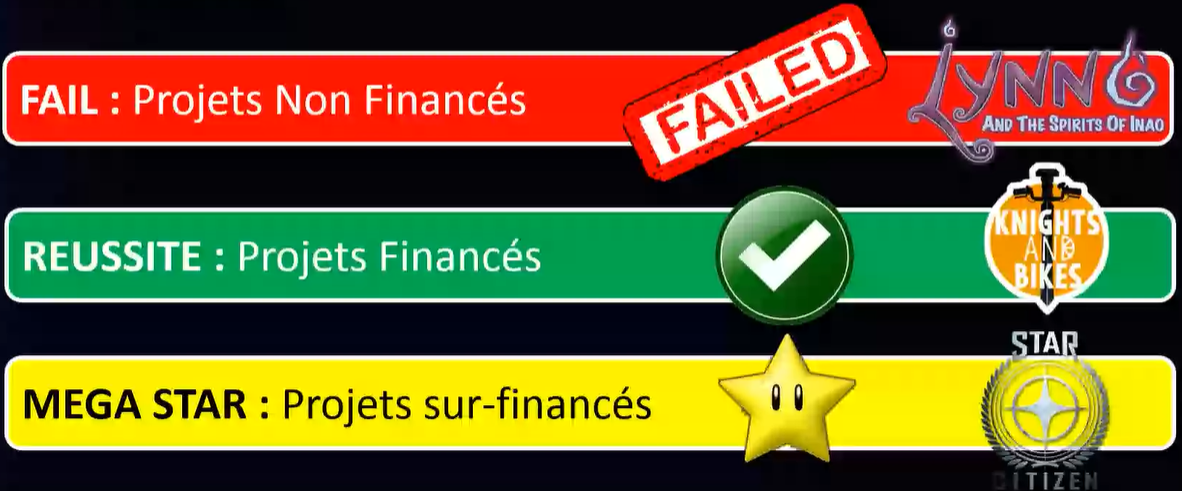 FAIL : Projets Non Financés
FAILED
LYNN
AND THE SPIRITS OF INAO
REUSSITE : Projets Financés
KNIGHTS
AND
BIKES
MEGA STAR : Projets sur-financés
STAR
CITIZEN